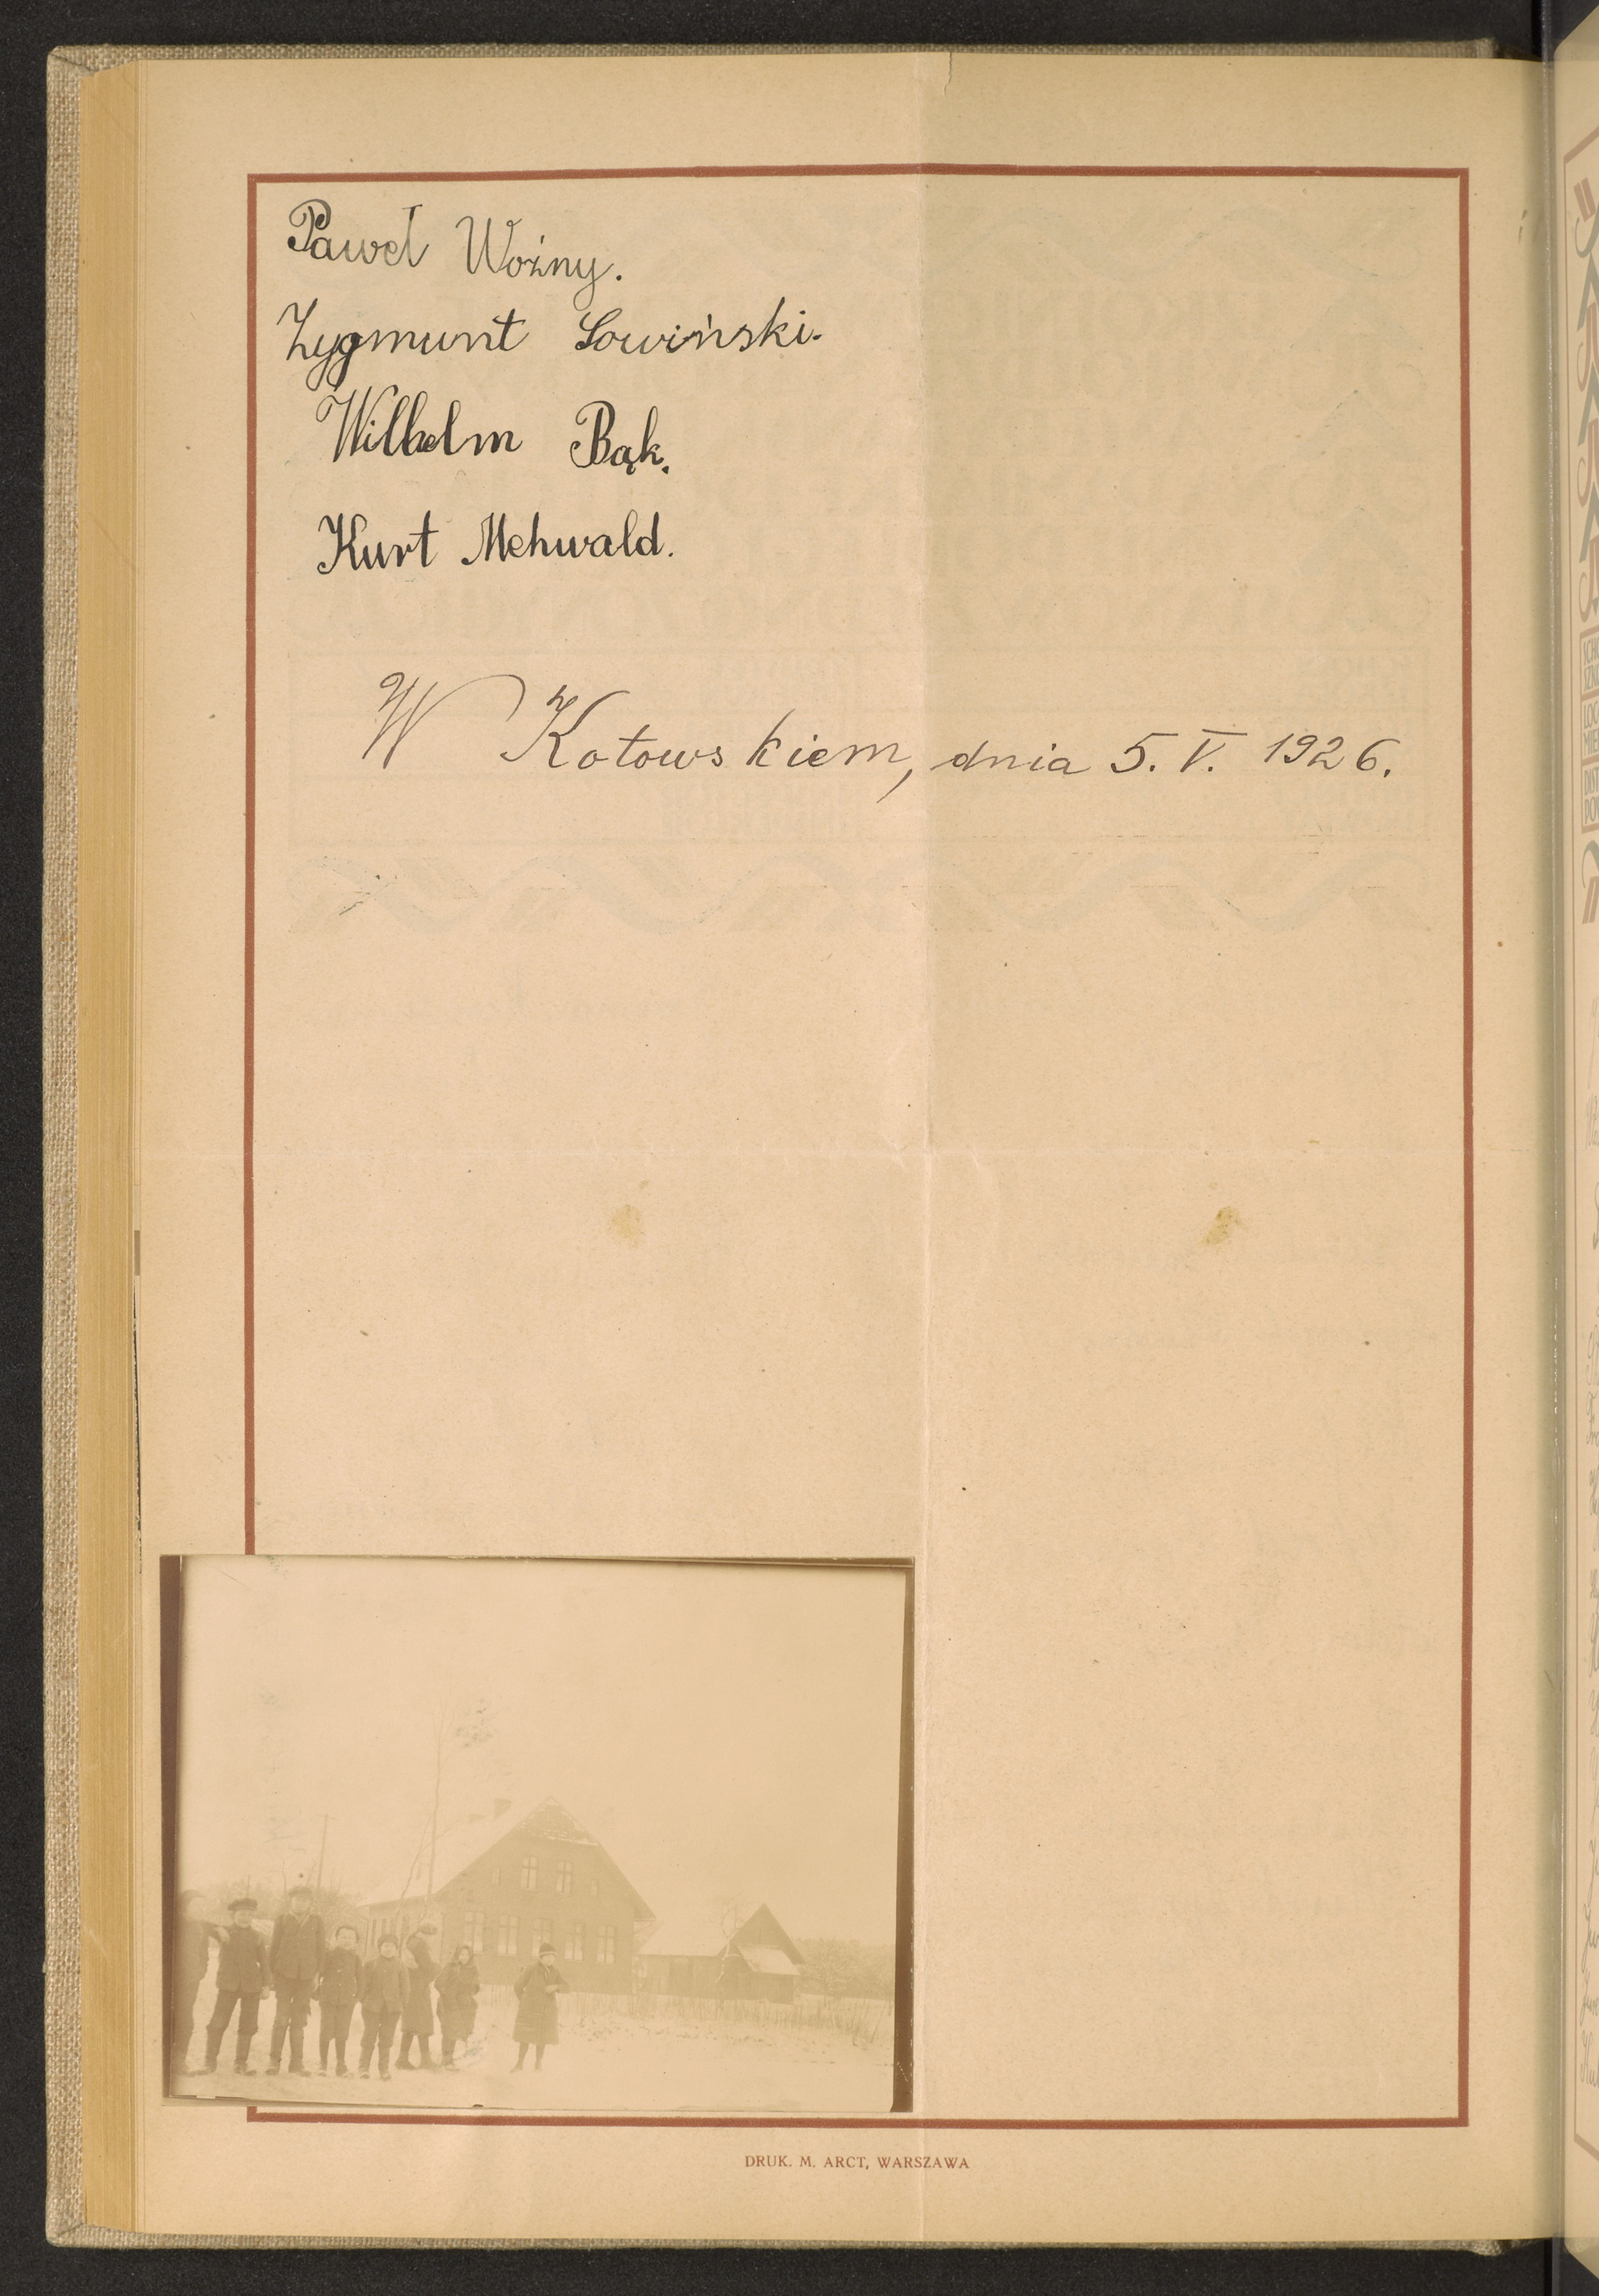 Paweł Woźny.
Zygmunt Sowiński.
Wilhelm Bąk.
Kurt Mehwald.
W Kotowskiem, dnia 5. V. 1926.
DRUK. M. ARCT, WARSZAWA